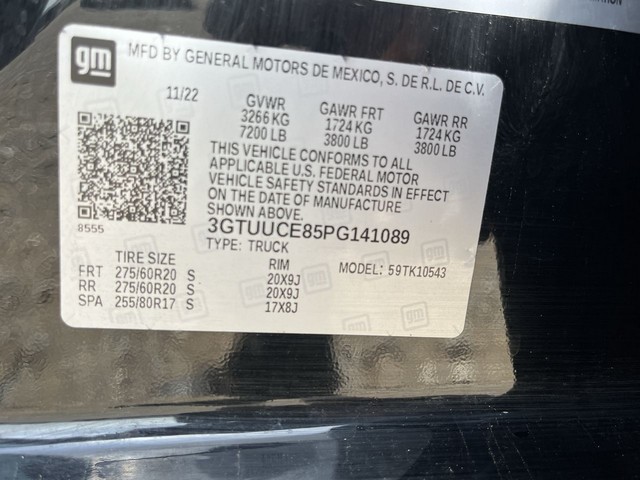 gm
MFD BY GENERAL MOTORS DE MEXICO, S. DE R.L. DE C.V.
11/22 GVWR GAWR FRT GAWR RR
3266 KG 1724 KG 1724 KG
7200 LB 3800 LB 3800 LB
THIS VEHICLE CONFORMS TO ALL
APPLICABLE U.S. FEDERAL MOTOR
VEHICLE SAFETY STANDARDS IN EFFECT
ON THE DATE OF MANUFACTURE
SHOWN ABOVE.
8555
3GTUUCE85PG141089
TYPE: TRUCK
TIRE SIZE RIM MODEL: 59TK10543
FRT 275/60R20 S 20X9J
RR 275/60R20 S 20X9J
SPA 255/80R17 S 17X8J